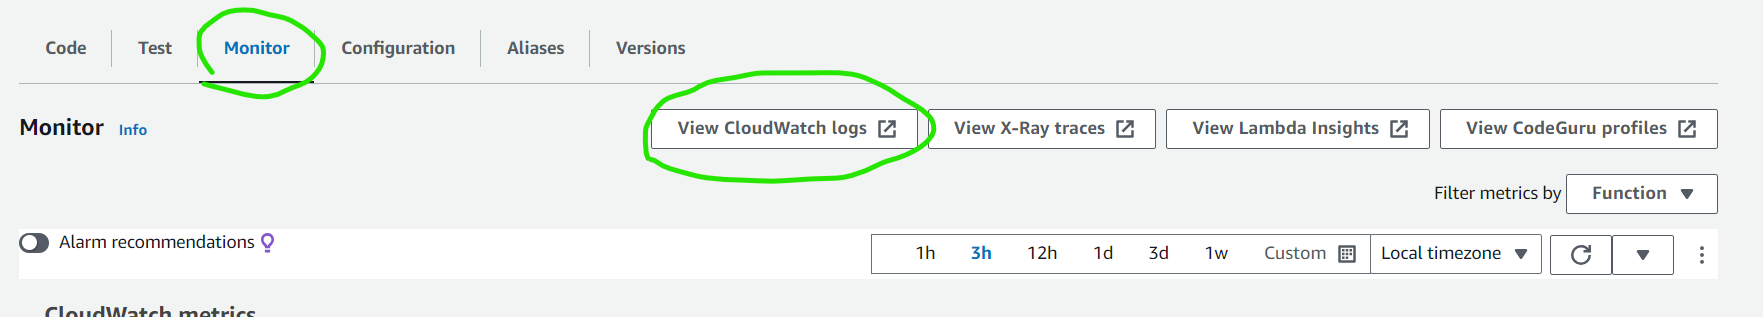 Code Test Monitor Configuration Aliases Versions
Monitor Info View CloudWatch logs View X-Ray traces View Lambda Insights View CodeGuru profiles
Filter metrics by Function
Alarm recommendations 1h 3h 12h 1d 3d 1w Custom Local timezone
CloudWatch metrics